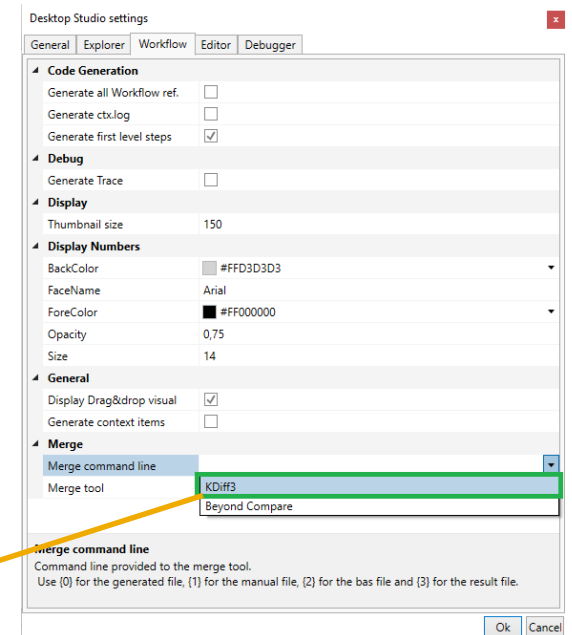 Desktop Studio settings
x
General Explorer Workflow Editor Debugger
Code Generation
Generate all Workflow ref.
Generate ctx.log
Generate first level steps
Debug
Generate Trace
Display
Thumbnail size 150
Display Numbers
BackColor #FFD3D3D3
FaceName Arial
ForeColor #FF000000
Opacity 0,75
Size 14
General
Display Drag&drop visual
Generate context items
Merge
Merge command line
Merge tool KDiff3
Beyond Compare
Merge command line
Command line provided to the merge tool.
Use {0} for the generated file, {1} for the manual file, {2} for the bas file and {3} for the result file.
Ok Cancel